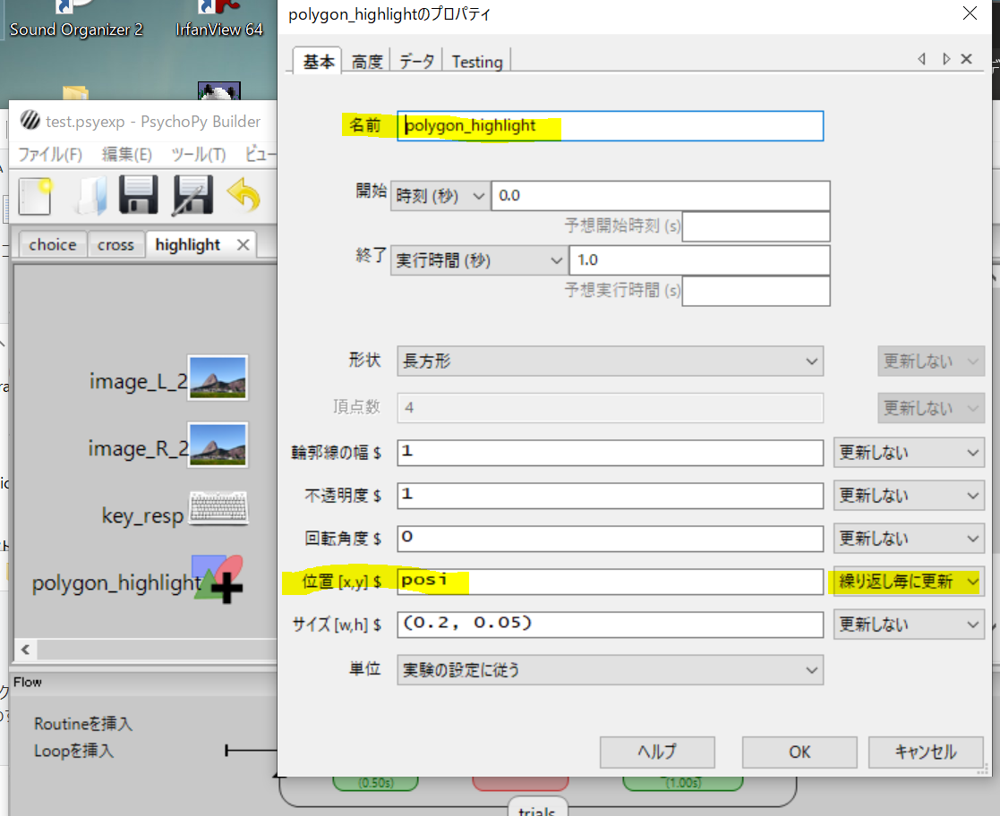 Sound Organizer 2
IrfanView 64
polygon_highlightのプロパティ
基本 高度 データ Testing
名前 polygon_highlight
開始 時刻 (秒) 0.0
予想開始時刻 (s)
終了 実行時間 (秒) 1.0
予想実行時間 (s)
形状 長方形 更新しない
頂点数 4 更新しない
輪郭線の幅 $ 1 更新しない
不透明度 $ 1 更新しない
回転角度 $ 0 更新しない
位置 [x,y] $ posi 繰り返し毎に更新
サイズ [w,h] $ (0.2, 0.05) 更新しない
単位 実験の設定に従う
ヘルプ OK キャンセル
test.psyexp - PsychoPy Builder
ファイル(F) 編集(E) ツール(T) ビュー
choice cross highlight
image_L_2
image_R_2
key_resp
polygon_highlight
Flow
Routineを挿入
Loopを挿入
(0.50s) (1.00s)
trials